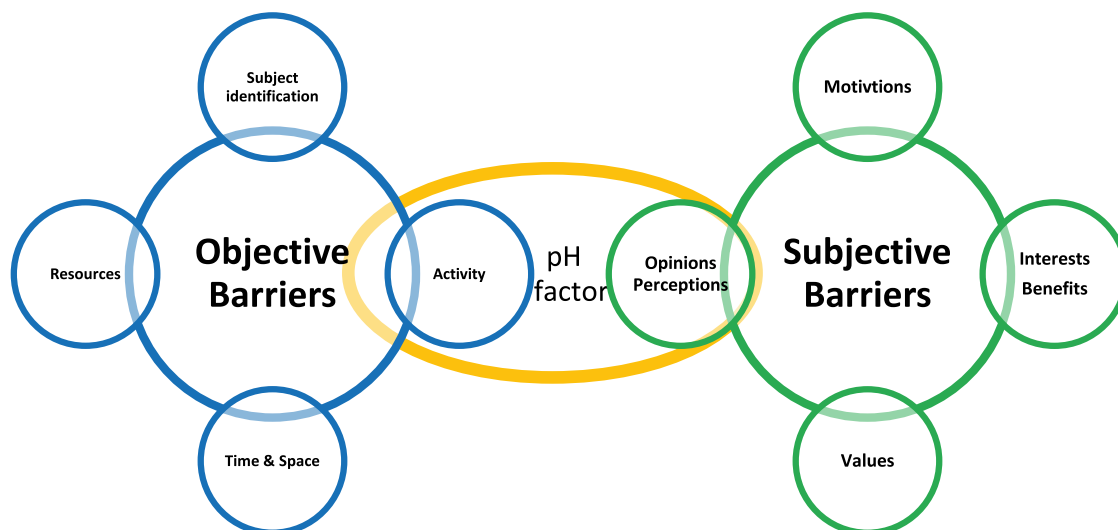 Subject
identification
Resources
Objective
Barriers
Activity
Time & Space
pH
factor
Opinions
Perceptions
Motivtions
Subjective
Barriers
Interests
Benefits
Values